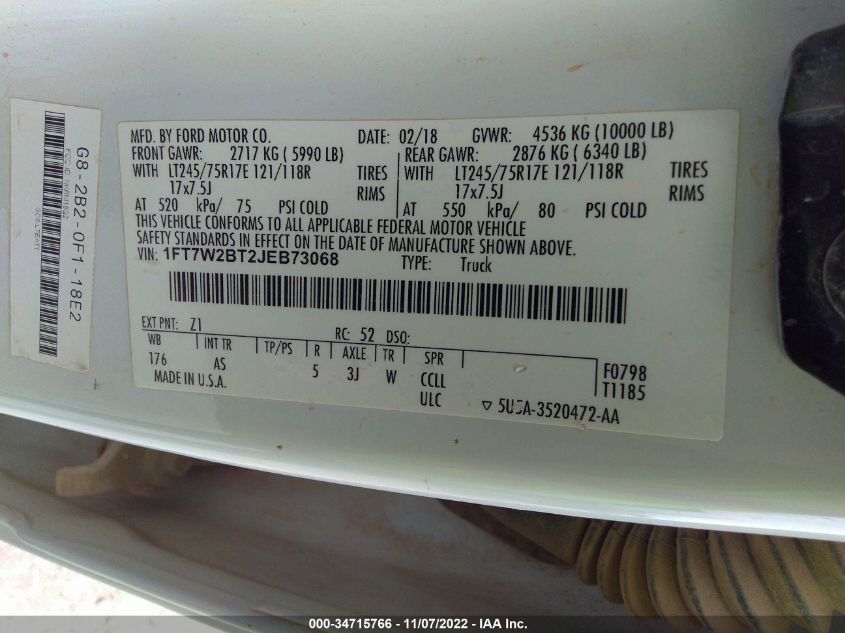 MFD. BY FORD MOTOR CO.
DATE: 02/18 GVWR: 4536 KG (10000 LB)
FRONT GAWR: 2717 KG ( 5990 LB)
WITH LT245/75R17E 121/118R TIRES
17x7.5J RIMS
AT 520 kPa/ 75 PSI COLD
REAR GAWR: 2876 KG ( 6340 LB)
WITH LT245/75R17E 121/118R TIRES
17x7.5J RIMS
AT 550 kPa/ 80 PSI COLD
THIS VEHICLE CONFORMS TO ALL APPLICABLE FEDERAL MOTOR VEHICLE
SAFETY STANDARDS IN EFFECT ON THE DATE OF MANUFACTURE SHOWN ABOVE.
VIN: 1FT7W2BT2JEB73068 TYPE: Truck
EXT PNT: Z1 RC: 52 DSO:
WB INT TR TP/PS R AXLE TR SPR
176 AS 5 3J W CCLL F0798
MADE IN U.S.A. ULC T1185
▽ 5U5A-3520472-AA
G8-2B2-0F1-18E2
FCC ID:
000-34715766 - 11/07/2022 - IAA Inc.